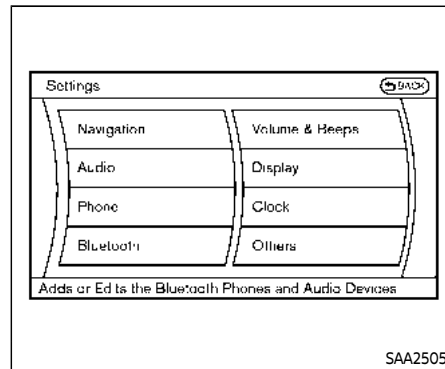 Settings
BACK
Navigation
Volume & Beeps
Audio
Display
Phone
Clock
Bluetooth
Others
Adds or Edits the Bluetooth Phones and Audio Devices
SAA2505